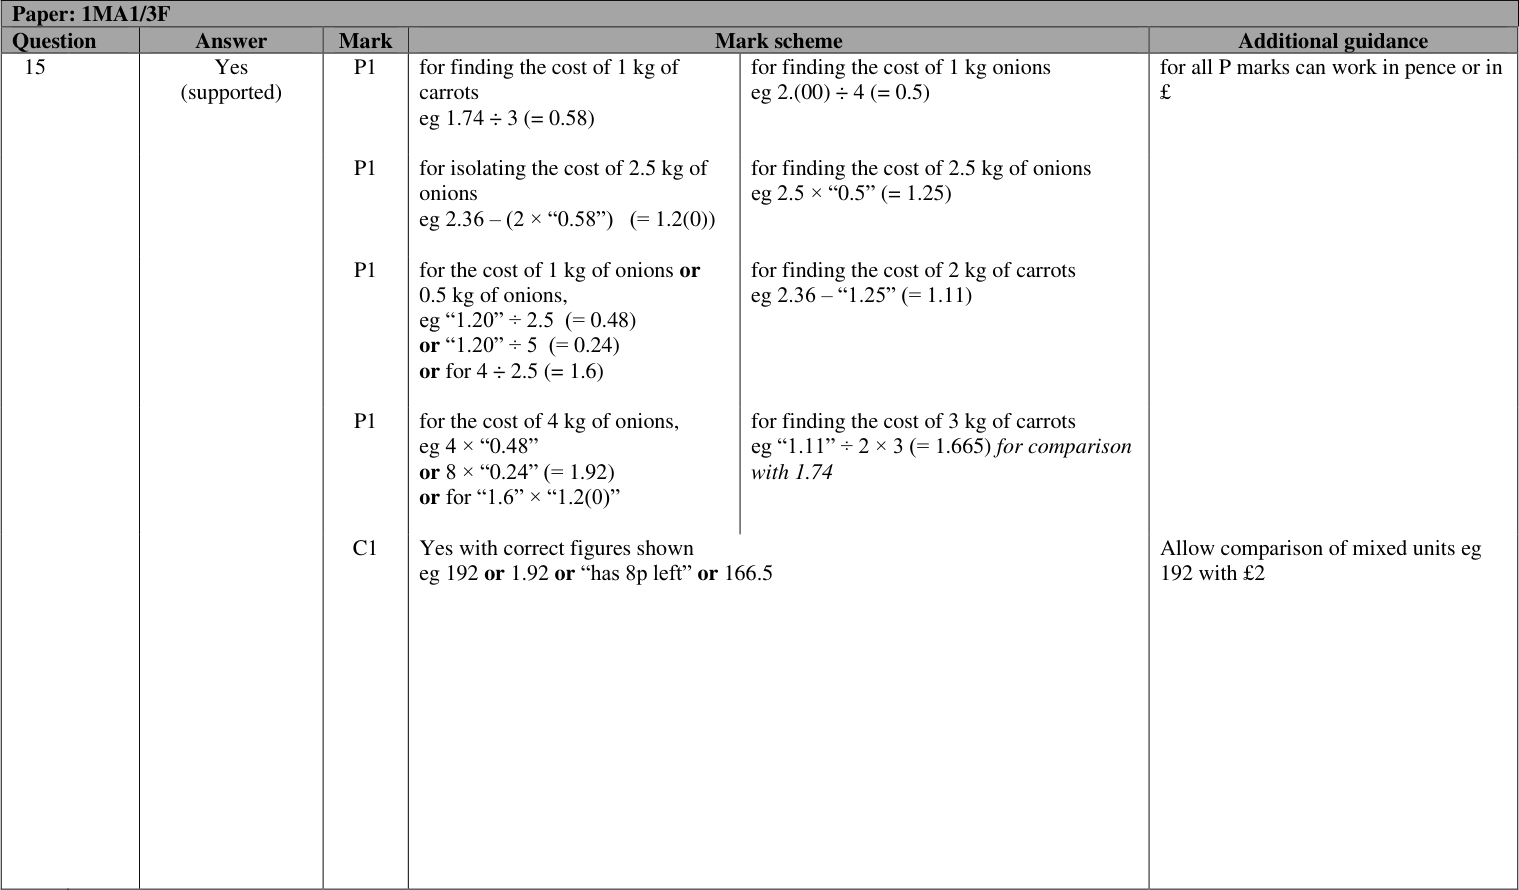 Paper: 1MA1/3F
Question Answer Mark Mark scheme Additional guidance
15 Yes
(supported)
P1 for finding the cost of 1 kg of
carrots
eg 1.74 ÷ 3 (= 0.58)
for finding the cost of 1 kg onions
eg 2.(00) ÷ 4 (= 0.5)
for all P marks can work in pence or in
£
P1 for isolating the cost of 2.5 kg of
onions
eg 2.36 – (2 × “0.58”) (= 1.2(0))
for finding the cost of 2.5 kg of onions
eg 2.5 × “0.5” (= 1.25)
P1 for the cost of 1 kg of onions or
0.5 kg of onions,
eg “1.20” ÷ 2.5 (= 0.48)
or “1.20” ÷ 5 (= 0.24)
or for 4 ÷ 2.5 (= 1.6)
for finding the cost of 2 kg of carrots
eg 2.36 – “1.25” (= 1.11)
P1 for the cost of 4 kg of onions,
eg 4 × “0.48”
or 8 × “0.24” (= 1.92)
or for “1.6” × “1.2(0)”
for finding the cost of 3 kg of carrots
eg “1.11” ÷ 2 × 3 (= 1.665) for comparison
with 1.74
C1 Yes with correct figures shown
eg 192 or 1.92 or “has 8p left” or 166.5
Allow comparison of mixed units eg
192 with £2